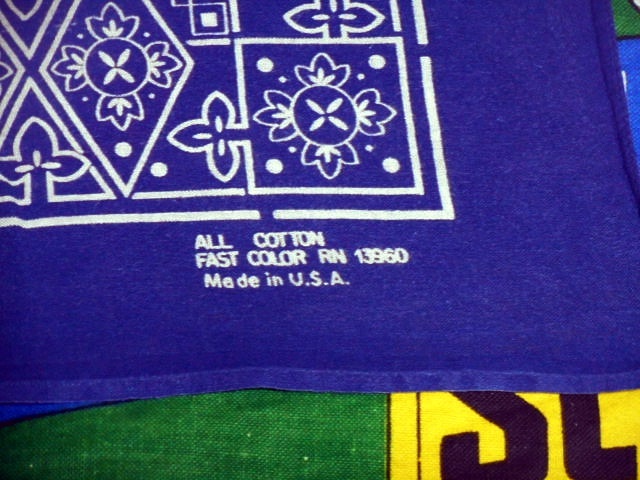 ALL COTTON
FAST COLOR RN 13960
Made in U.S.A.